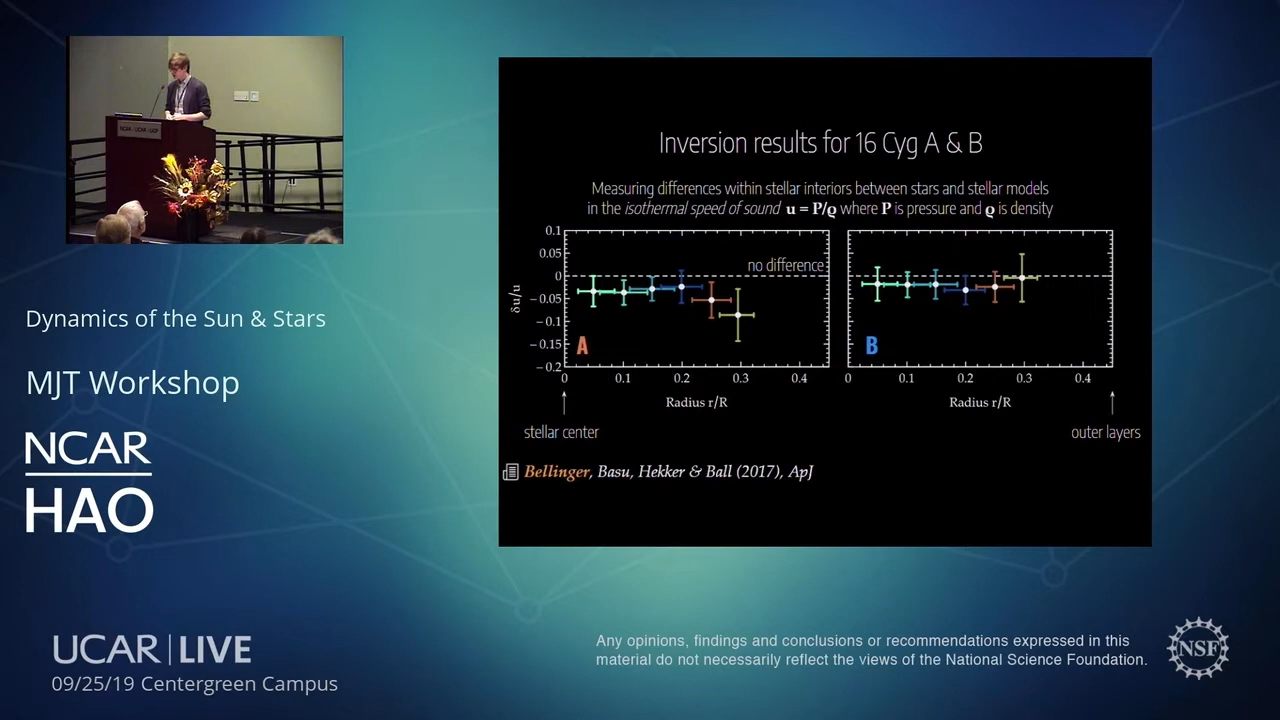 NCAR · UCAR · UCP
Dynamics of the Sun & Stars
MJT Workshop
NCAR
HAO
UCAR | LIVE
09/25/19 Centergreen Campus
Inversion results for 16 Cyg A & B
Measuring differences within stellar interiors between stars and stellar models
in the isothermal speed of sound u = P/ρ where P is pressure and ρ is density
δu/u
0.1
0.05
0
−0.05
−0.1
−0.15
−0.2
no difference
A
B
0 0.1 0.2 0.3 0.4
0 0.1 0.2 0.3 0.4
Radius r/R
Radius r/R
stellar center
outer layers
Bellinger, Basu, Hekker & Ball (2017), ApJ
Any opinions, findings and conclusions or recommendations expressed in this
material do not necessarily reflect the views of the National Science Foundation.
NSF